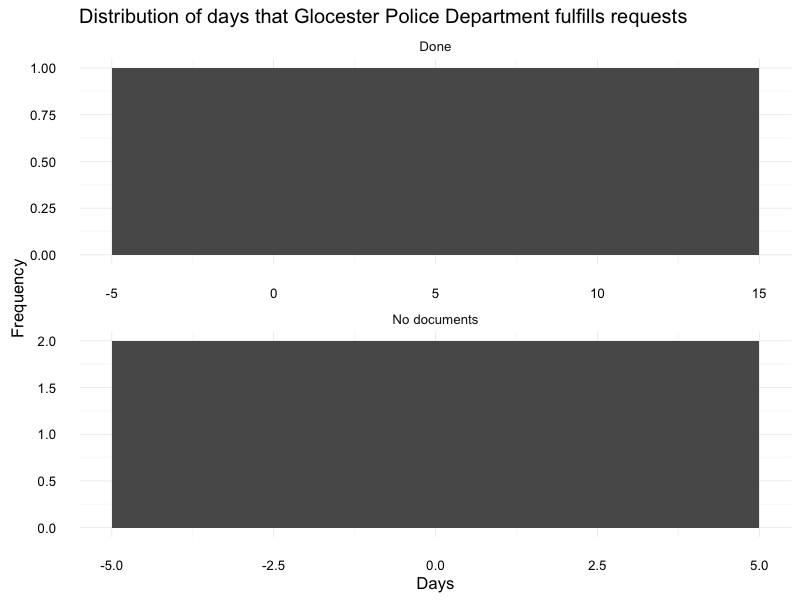 Distribution of days that Glocester Police Department fulfills requests
Done
1.00
0.75
0.50
0.25
0.00
-5 0 5 10 15
Frequency
No documents
2.0
1.5
1.0
0.5
0.0
-5.0 -2.5 0.0 2.5 5.0
Days